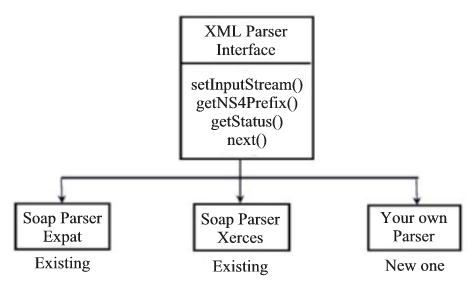 XML Parser
Interface
setInputStream()
getNS4Prefix()
getStatus()
next()
Soap Parser
Expat
Existing
Soap Parser
Xerces
Existing
Your own
Parser
New one